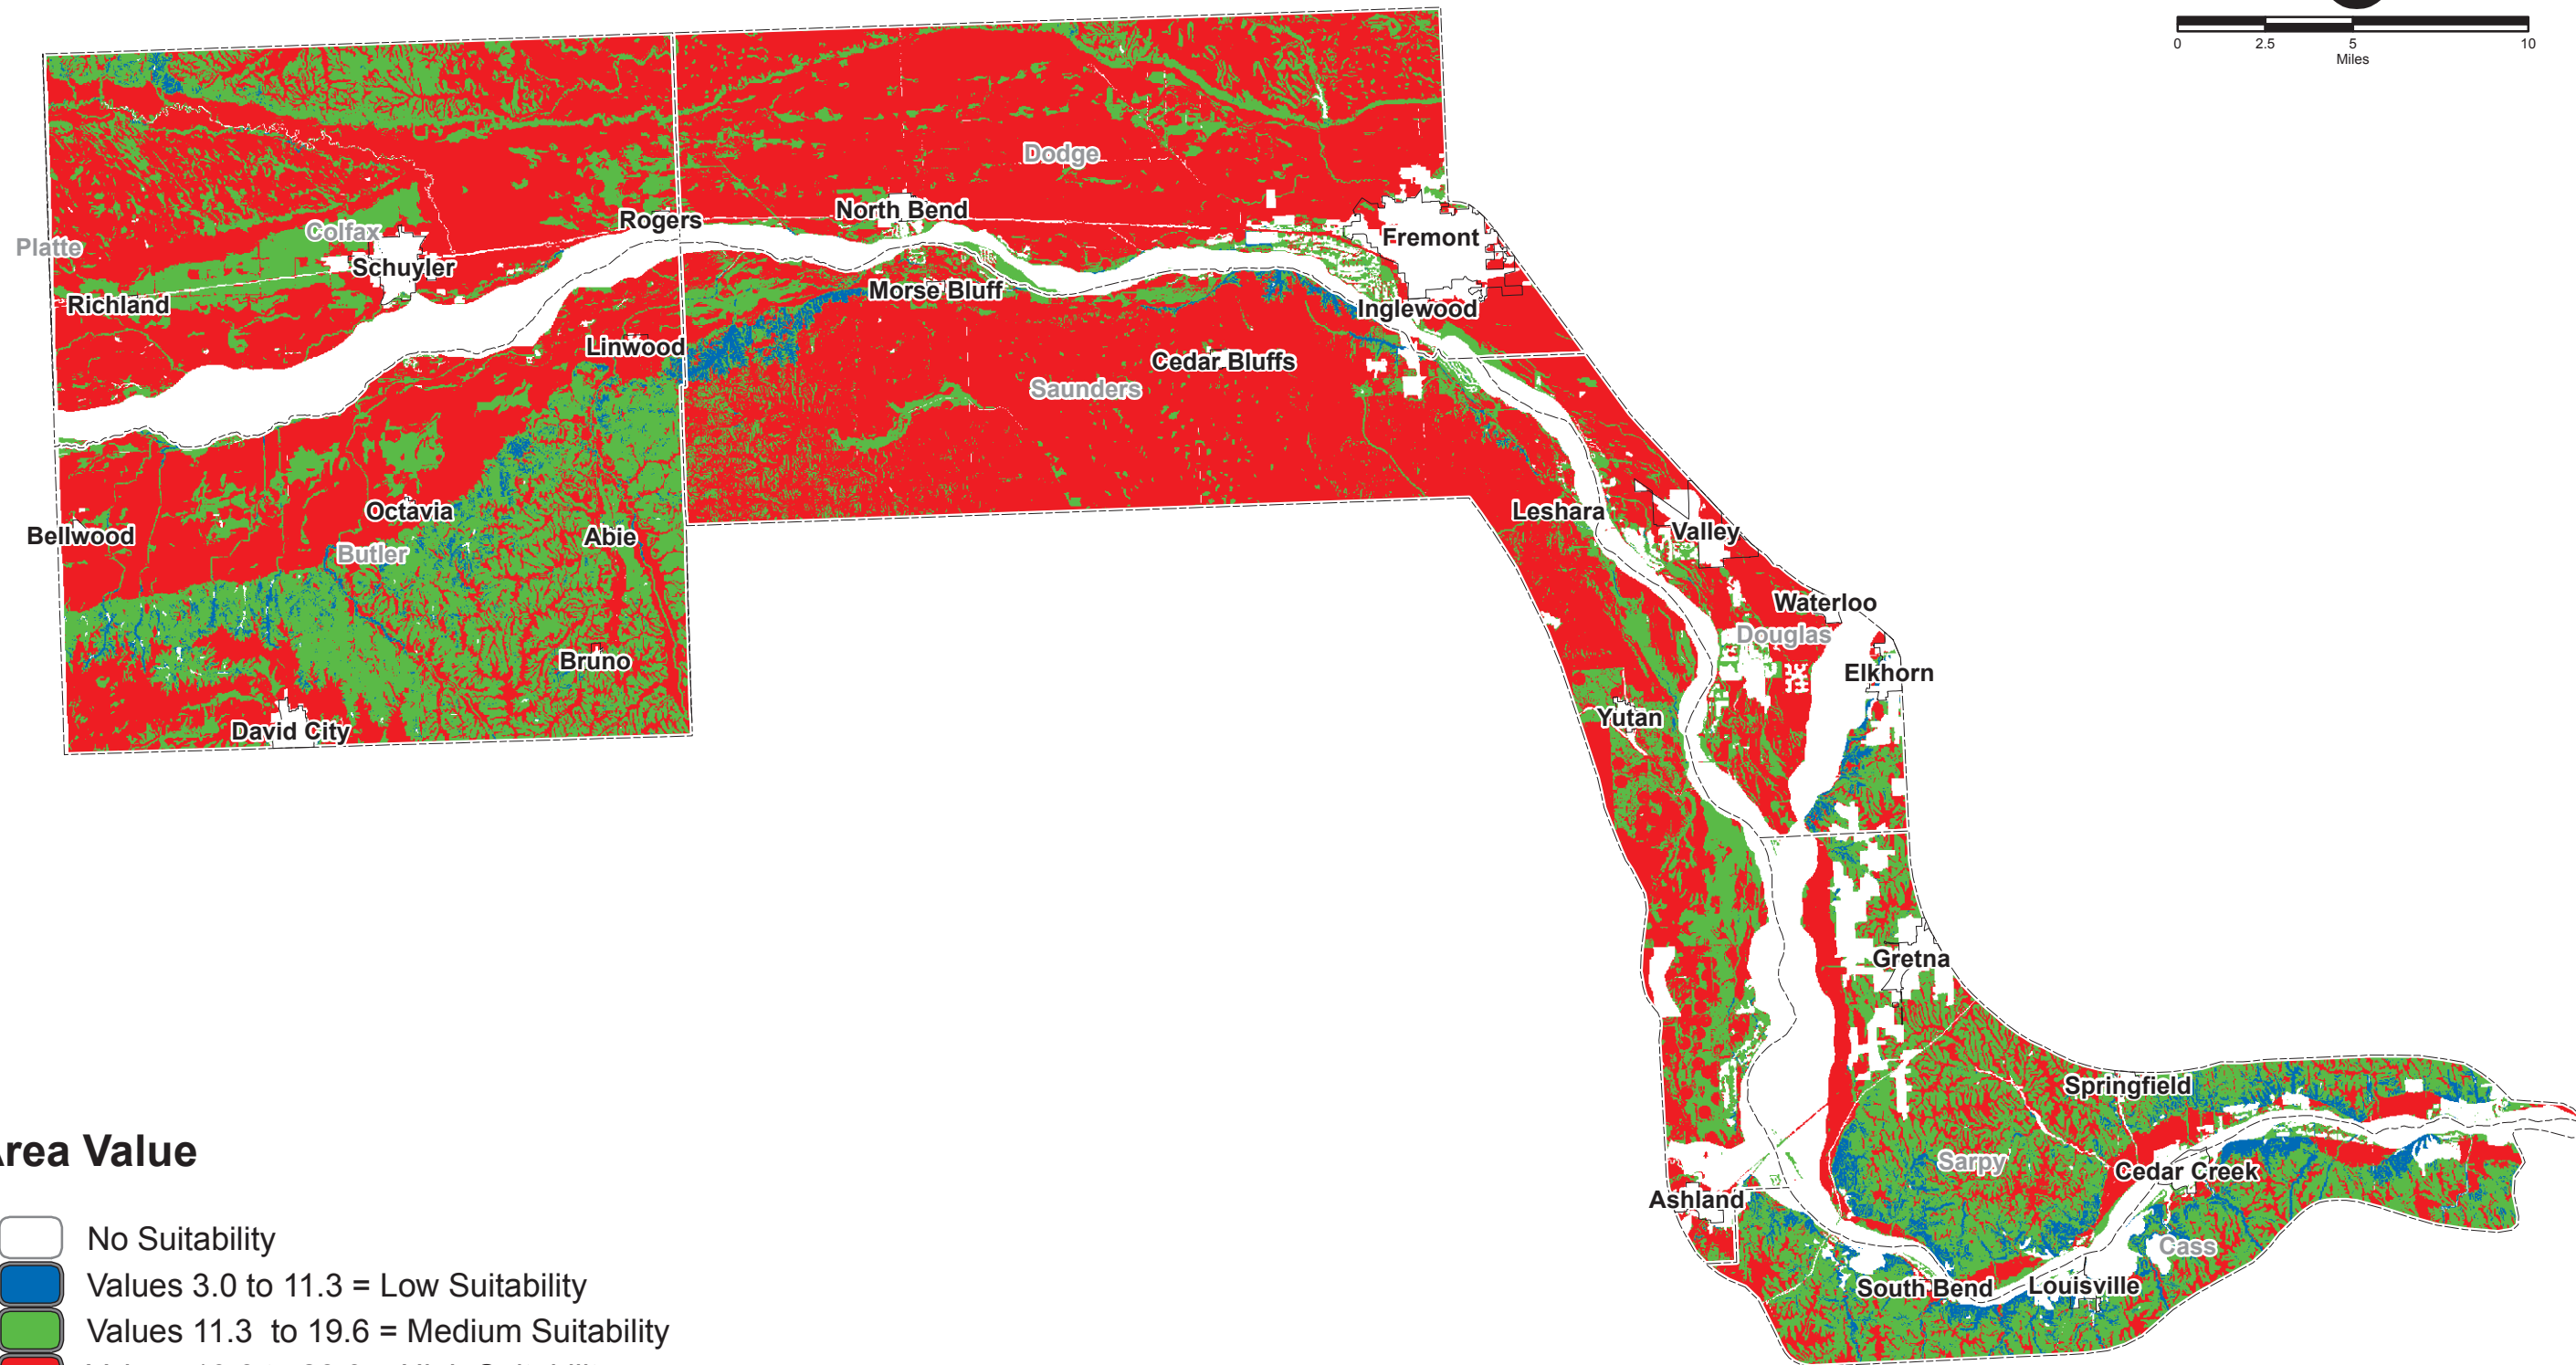 0 2.5 5 10
Miles
Dodge
North Bend
Rogers
Colfax
Platte
Fremont
Schuyler
Richland
Morse Bluff
Inglewood
Linwood
Cedar Bluffs
Saunders
Octavia
Leshara
Bellwood
Abie
Valley
Butler
Waterloo
Douglas
Bruno
Elkhorn
Yutan
David City
Gretna
Springfield
Sarpy
Cedar Creek
Ashland
Cass
South Bend
Louisville
Area Value
No Suitability
Values 3.0 to 11.3 = Low Suitability
Values 11.3 to 19.6 = Medium Suitability